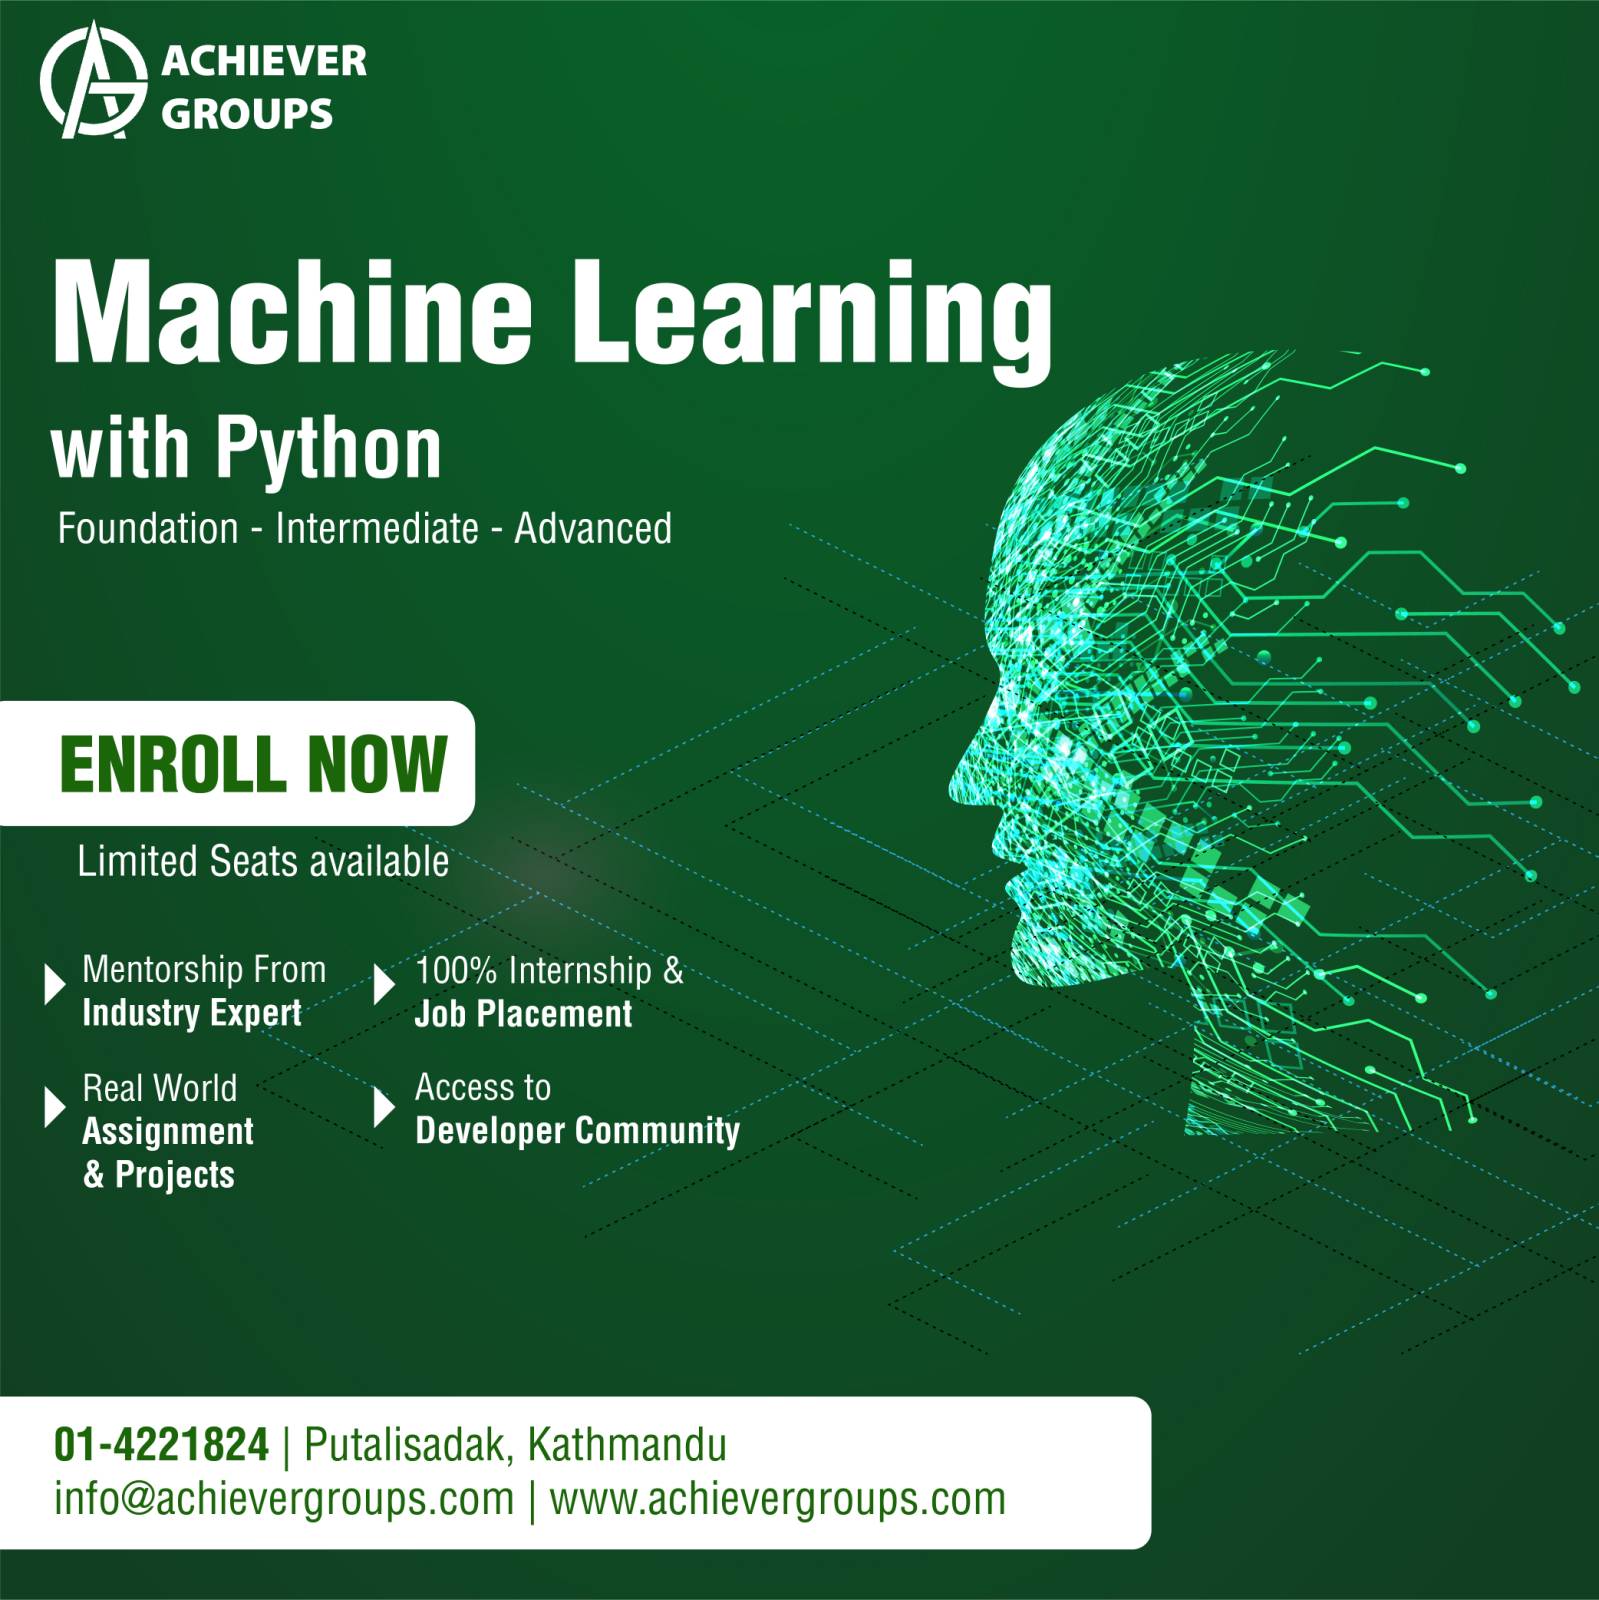 ACHIEVER
GROUPS
Machine Learning
with Python
Foundation - Intermediate - Advanced
ENROLL NOW
Limited Seats available
Mentorship From
Industry Expert
100% Internship &
Job Placement
Real World
Assignment
& Projects
Access to
Developer Community
01-4221824 | Putalisadak, Kathmandu
info@achievergroups.com | www.achievergroups.com